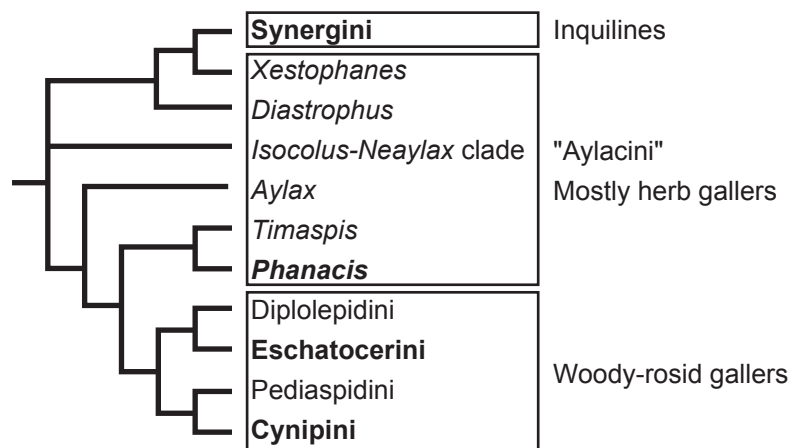 Synergini
Inquilines
Xestophanes
Diastrophus
Isocolus-Neaylax clade
"Aylacini"
Aylax
Mostly herb gallers
Timaspis
Phanacis
Diplolepidini
Eschatocerini
Woody-rosid gallers
Pediaspidini
Cynipini